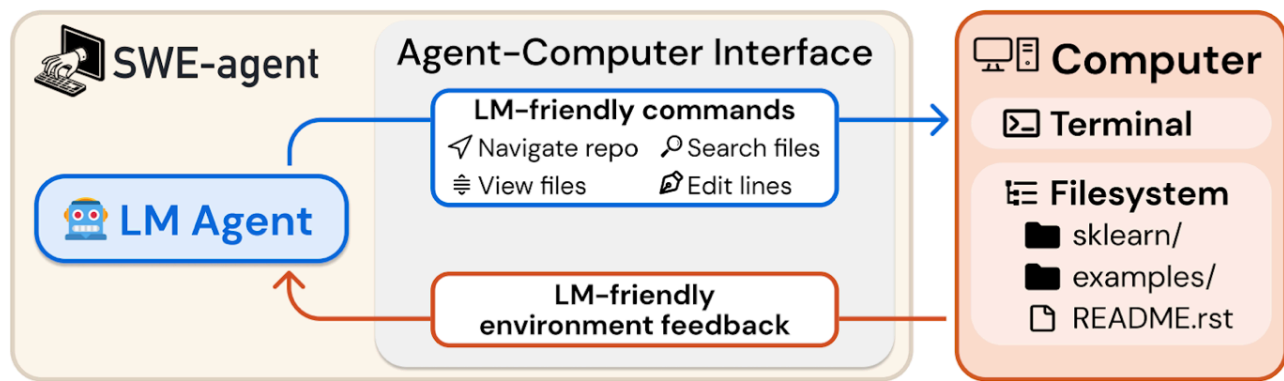 SWE-agent
Agent-Computer Interface
LM-friendly commands
Navigate repo
Search files
View files
Edit lines
LM Agent
LM-friendly
environment feedback
Computer
Terminal
Filesystem
sklearn/
examples/
README.rst